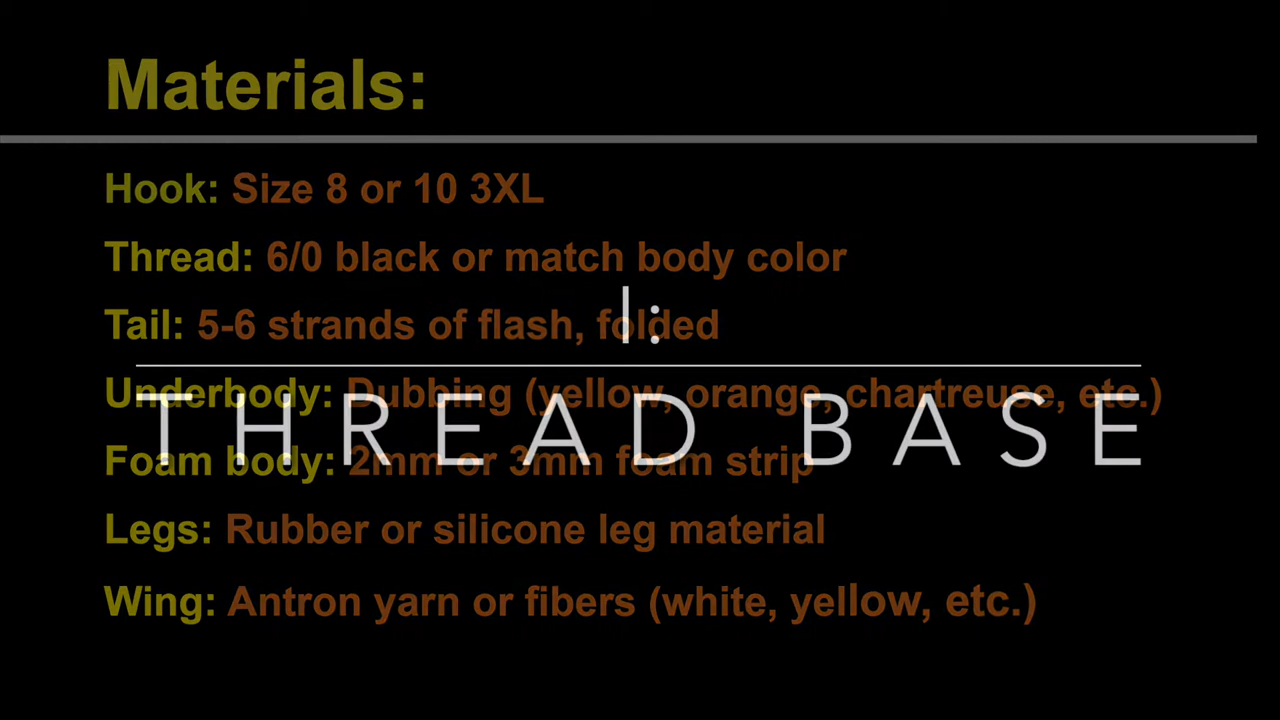 Materials:
Hook: Size 8 or 10 3XL
Thread: 6/0 black or match body color
Tail: 5-6 strands of flash, folded
Underbody: Dubbing (yellow, orange, chartreuse, etc.)
Foam body: 2mm or 3mm foam strip
Legs: Rubber or silicone leg material
Wing: Antron yarn or fibers (white, yellow, etc.)
1:
THREAD BASE